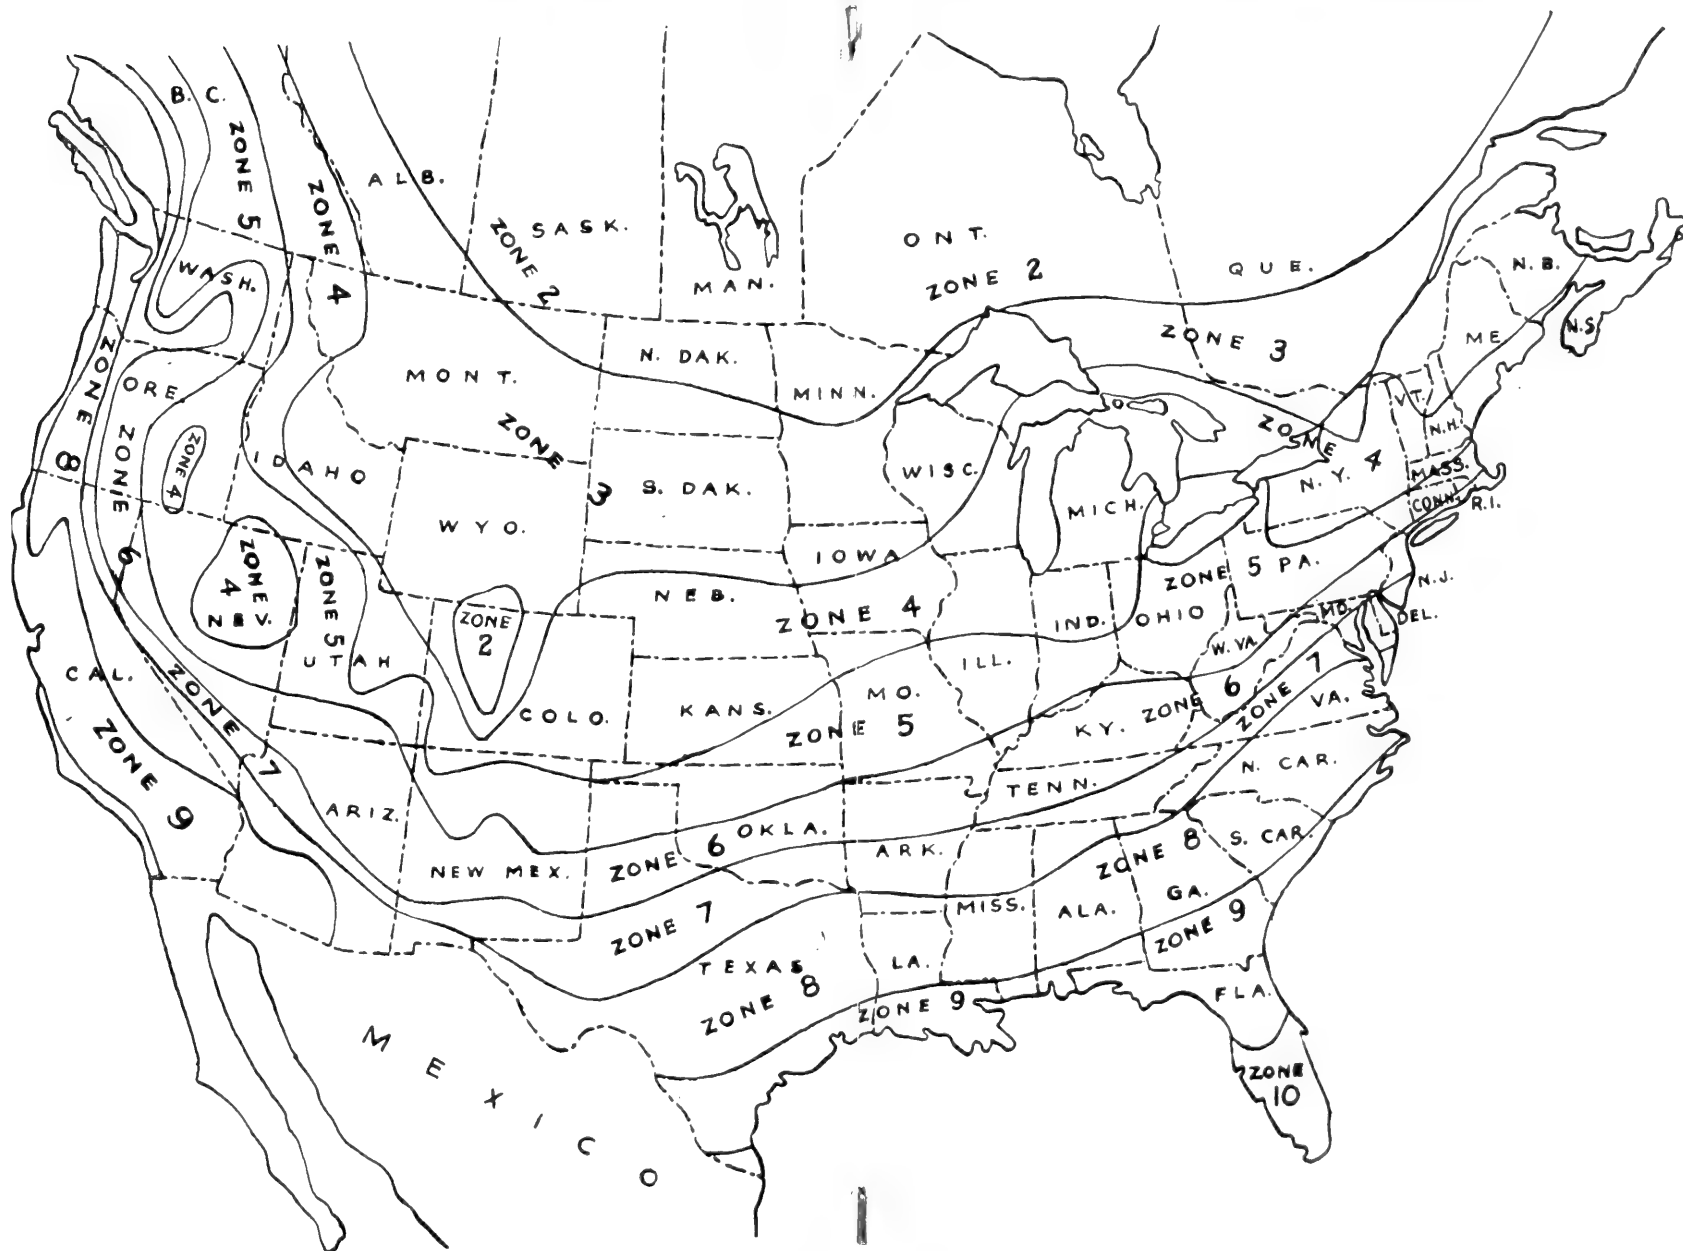 B. C.
ZONE 5
ZONE 4
ALB.
ZONE 2
SASK.
MAN.
ONT.
ZONE 2
QUE.
N.B.
N.S.
ME.
ZONE 3
WASH.
MONT.
N. DAK.
MINN.
VT.
N.H.
ZONE 8
ORE.
ZONE 6
ZONE 4
IDAHO
ZONE 3
WYO.
S. DAK.
WISC.
MICH.
ZONE 4
N.Y.
MASS.
CONN.
R.I.
ZONE 4
NEV.
ZONE 5
UTAH
ZONE 2
COLO.
NEB.
IOWA
ZONE 4
ILL.
IND.
OHIO
ZONE 5
PA.
N.J.
MD.
DEL.
W. VA.
CAL.
ZONE 7
ZONE 9
KANS.
MO.
ZONE 5
KY.
ZONE 6
ZONE 7
VA.
ARIZ.
NEW MEX.
OKLA.
ZONE 6
ARK.
TENN.
N. CAR.
S. CAR.
ZONE 8
GA.
ZONE 7
TEXAS
ZONE 8
LA.
MISS.
ALA.
ZONE 9
ZONE 9
FLA.
ZONE
10
MEXICO